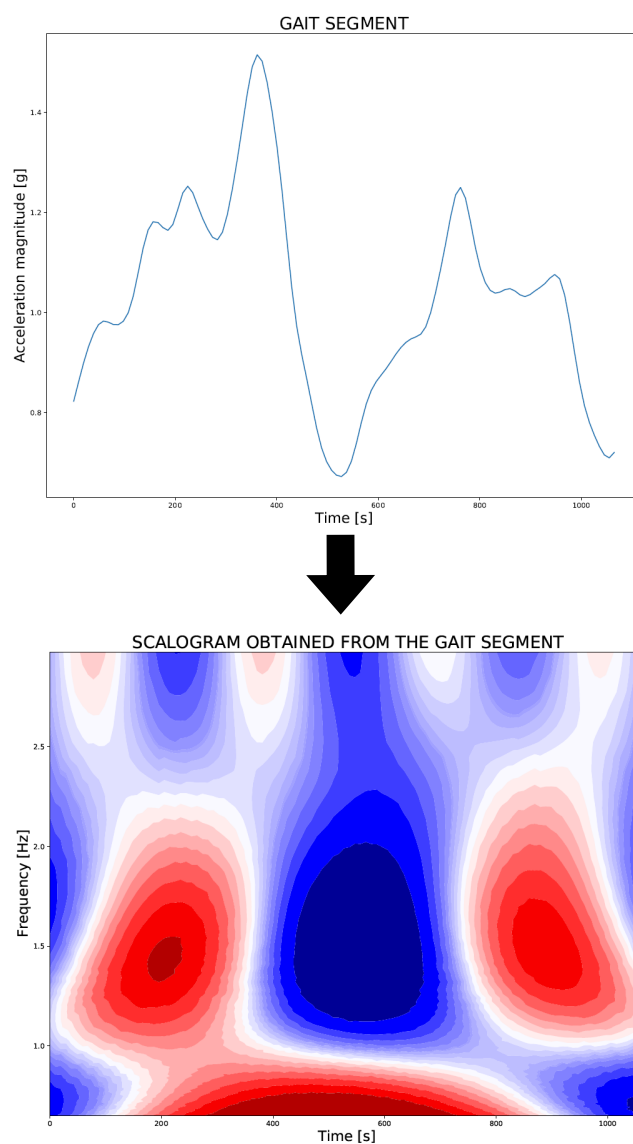 GAIT SEGMENT
Acceleration magnitude [g]
1.4
1.2
1.0
0.8
0 200 400 600 800 1000
Time [s]
SCALOGRAM OBTAINED FROM THE GAIT SEGMENT
Frequency [Hz]
2.5
2.0
1.5
1.0
0 200 400 600 800 1000
Time [s]